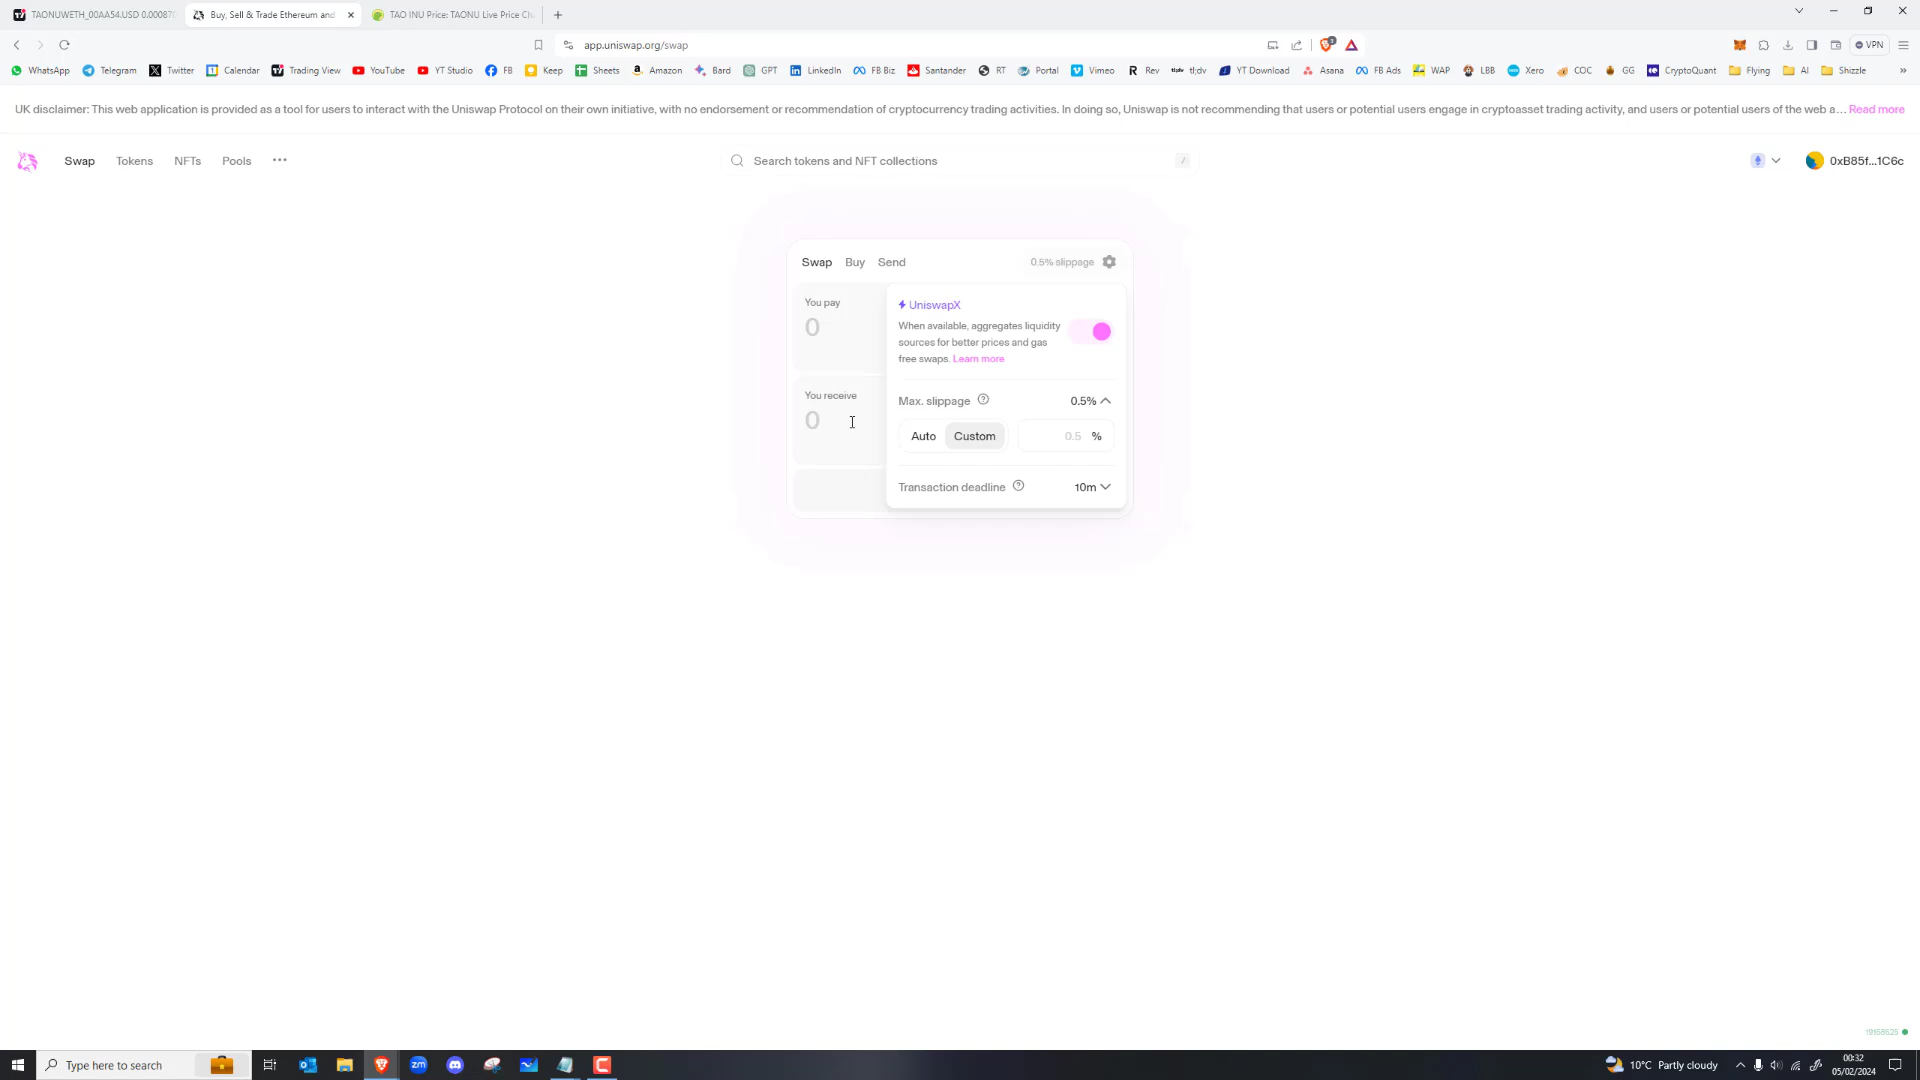 TAONUWETH_00AA54.USD 0.00087
Buy, Sell & Trade Ethereum and
TAO INU Price: TAONU Live Price Ch
app.uniswap.org/swap
3
VPN
WhatsApp Telegram Twitter Calendar Trading View YouTube YT Studio FB Keep Sheets Amazon Bard GPT LinkedIn FB Biz Santander RT Portal Vimeo Rev tl;dv YT Download Asana FB Ads WAP LBB Xero COC GG CryptoQuant Flying AI Shizzle
UK disclaimer: This web application is provided as a tool for users to interact with the Uniswap Protocol on their own initiative, with no endorsement or recommendation of cryptocurrency trading activities. In doing so, Uniswap is not recommending that users or potential users engage in cryptoasset trading activity, and users or potential users of the web a... Read more
Swap Tokens NFTs Pools
Search tokens and NFT collections /
0xB85f...1C6c
Swap Buy Send 0.5% slippage
You pay
0
You receive
0
UniswapX
When available, aggregates liquidity
sources for better prices and gas
free swaps. Learn more
Max. slippage 0.5%
Auto Custom 0.5 %
Transaction deadline 10m
19158625
Type here to search
zm
10°C Partly cloudy
00:32
05/02/2024